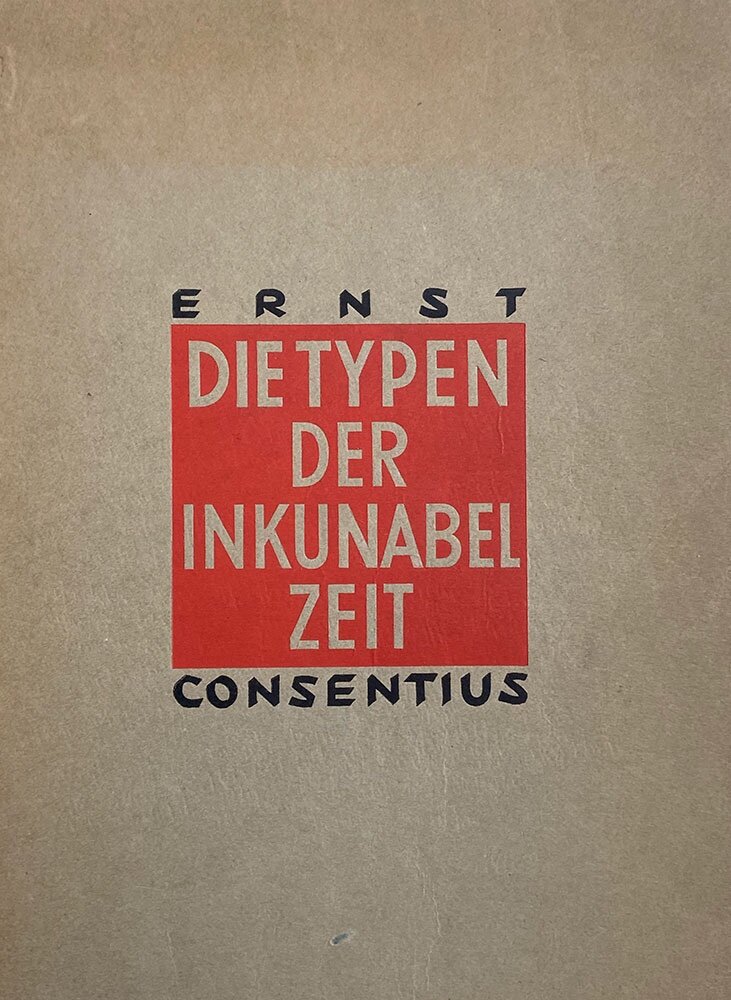 ERNST
DIE TYPEN
DER
INKUNABEL
ZEIT
CONSENTIUS